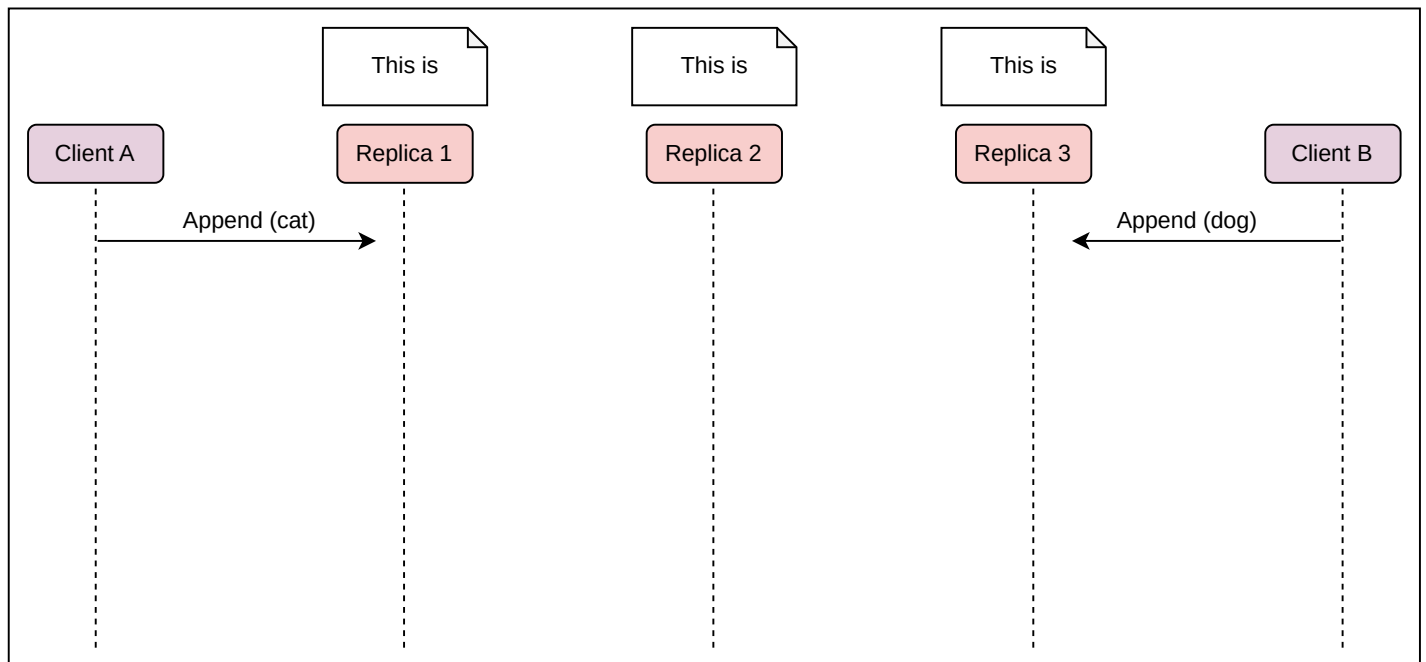 This is
This is
This is
Client A
Replica 1
Replica 2
Replica 3
Client B
Append (cat)
Append (dog)